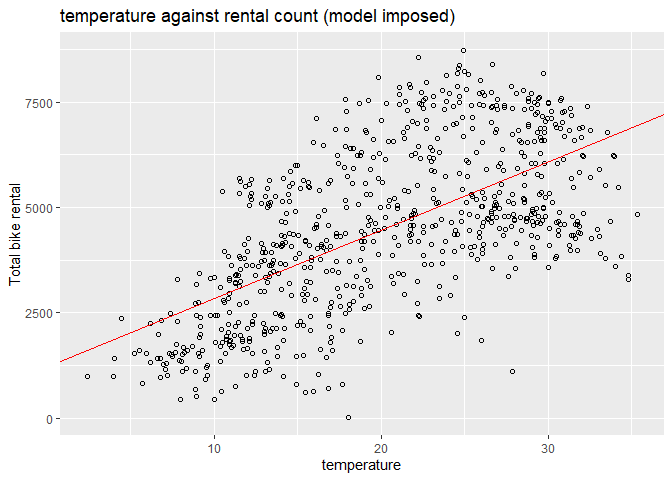 temperature against rental count (model imposed)
Total bike rental
7500
5000
2500
0
10 20 30
temperature